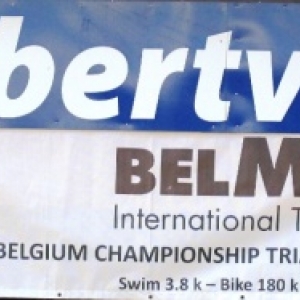 bertv
BELM
International T
BELGIUM CHAMPIONSHIP TRIA
Swim 3.8 k – Bike 180 k